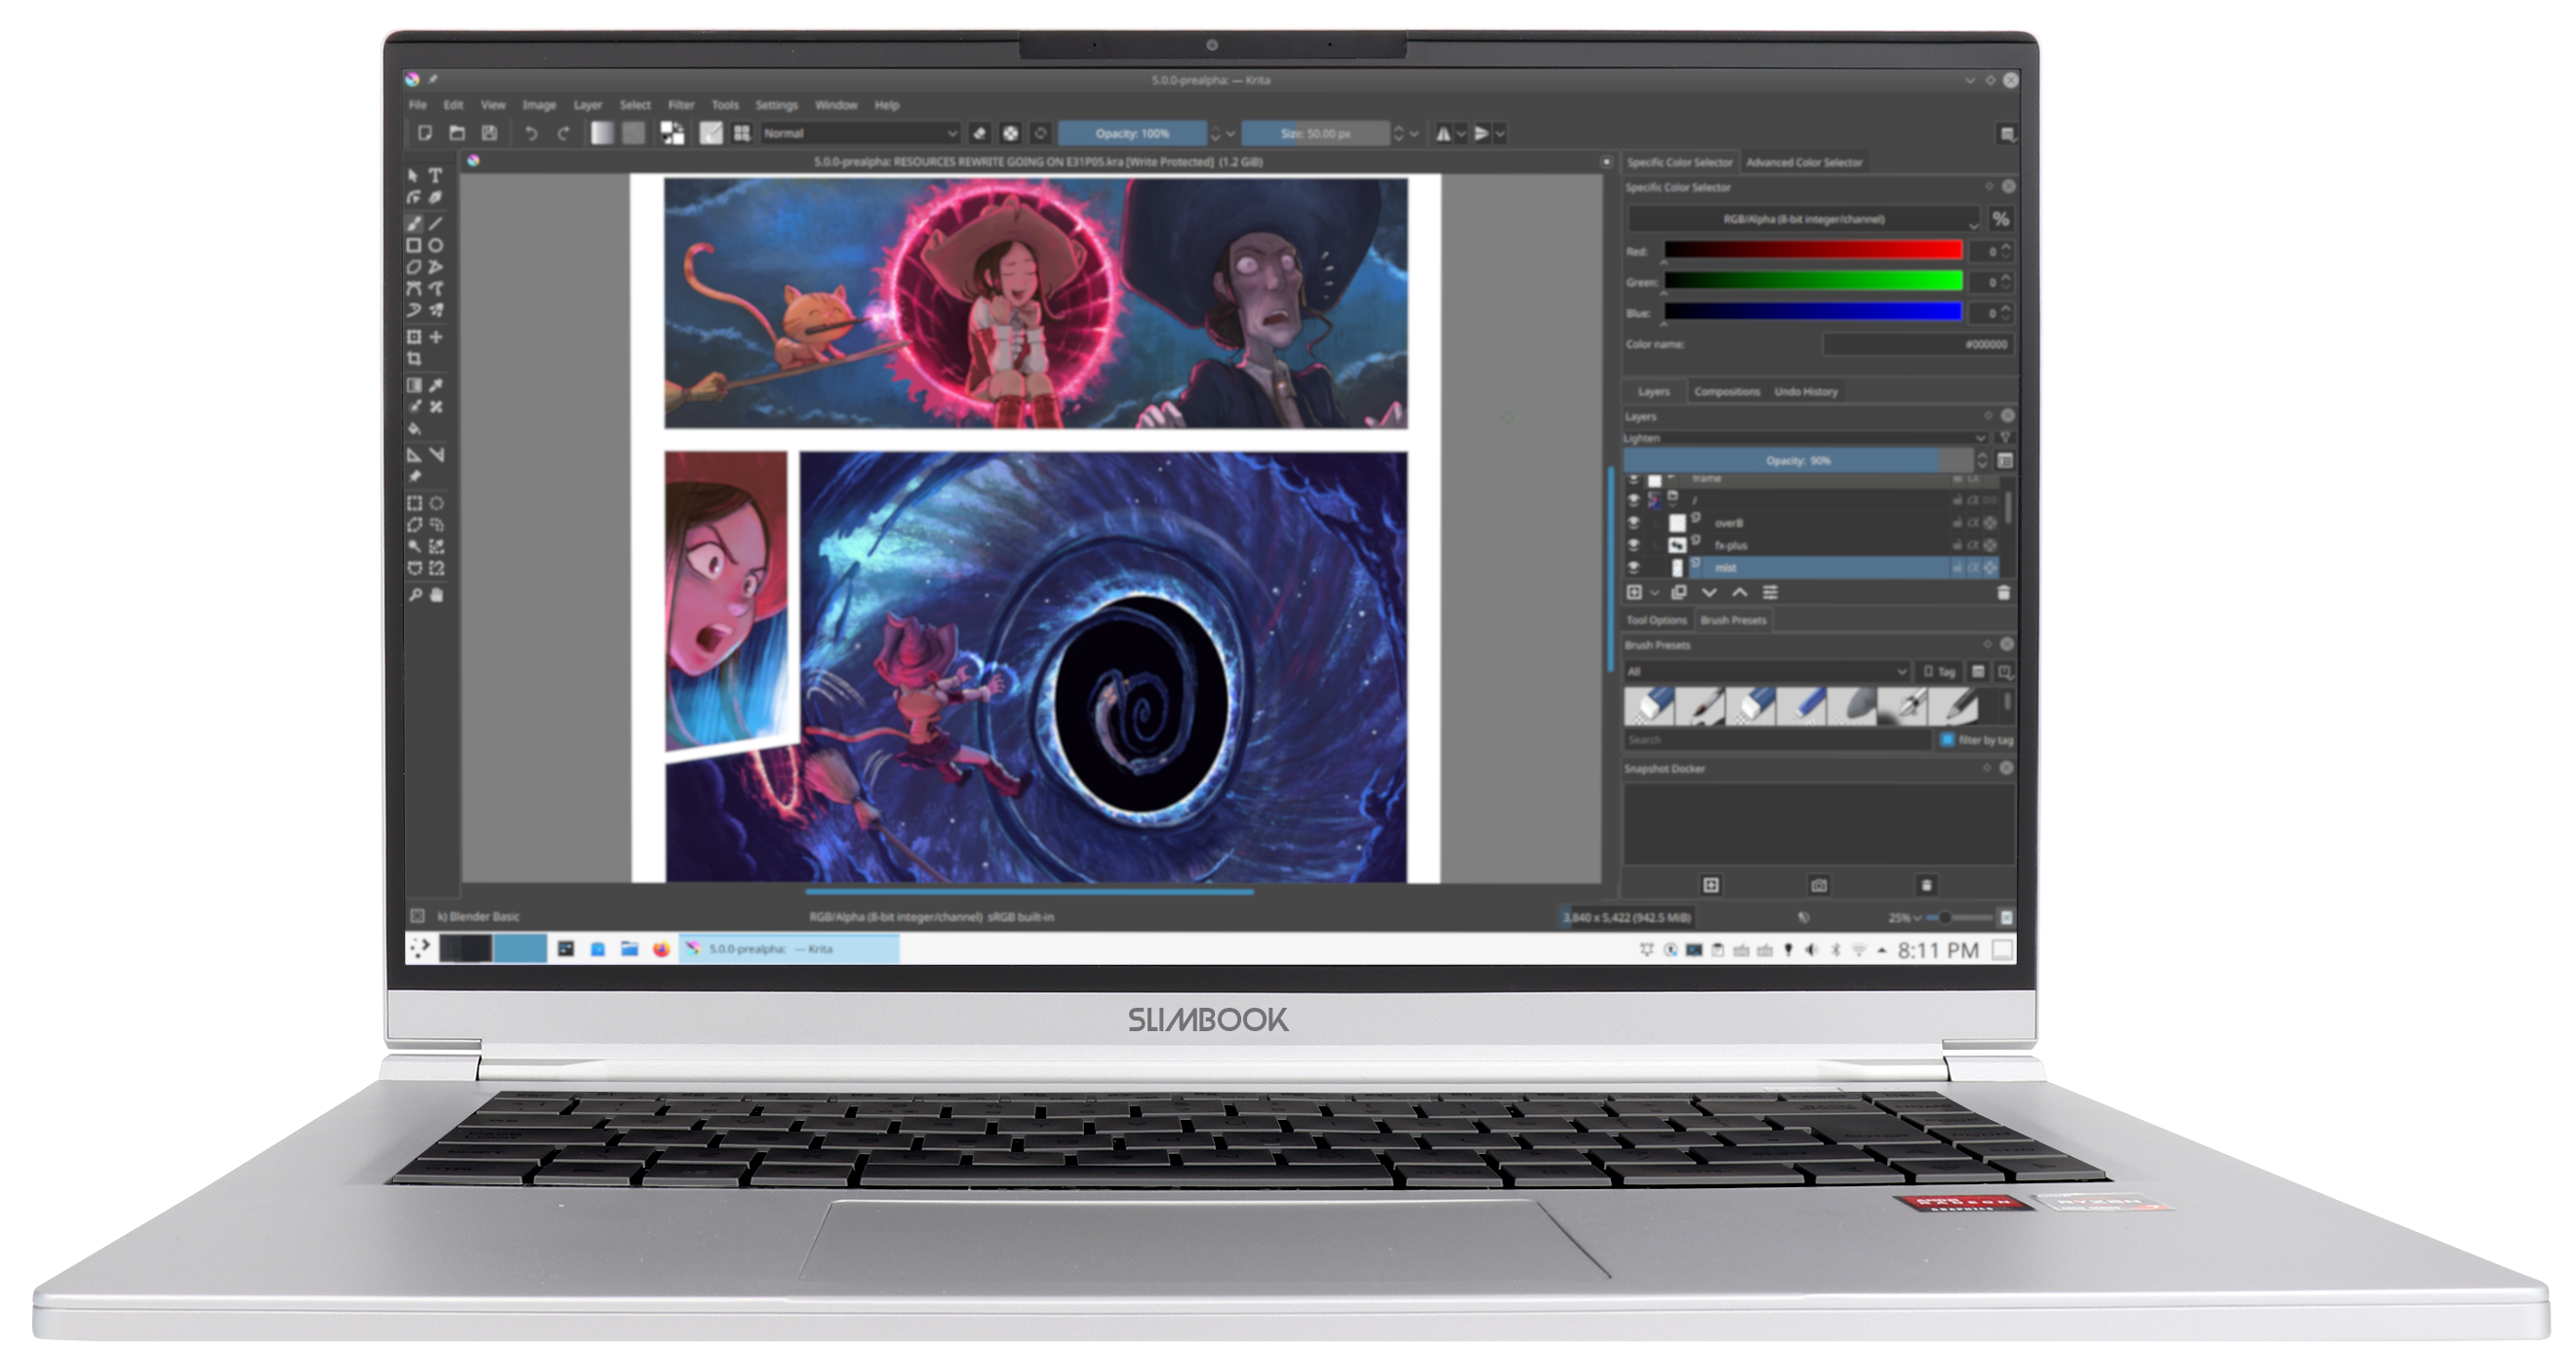 5.0.0-prealpha: — Krita
File Edit View Image Layer Select Filter Tools Settings Window Help
Normal Opacity: 100% Size: 50.00 px
5.0.0-prealpha: RESOURCES REWRITE GOING ON E31P05.kra [Write Protected] (1.2 GiB)
Specific Color Selector Advanced Color Selector
Specific Color Selector
RGB/Alpha (8-bit integer/channel) %
Red: 0
Green: 0
Blue: 0
Color name: #000000
Layers Compositions Undo History
Layers
Lighten
Opacity: 90%
frame
/
overB
fx-plus
mist
Tool Options Brush Presets
Brush Presets
All Tag
Search filter by tag
Snapshot Docker
k) Blender Basic RGB/Alpha (8-bit integer/channel) sRGB built-in 3,840 x 5,422 (942.5 MiB) 25%
5.0.0-prealpha: — Krita 8:11 PM
SLIMBOOK
AMD
RADEON
GRAPHICS
RYZEN
7